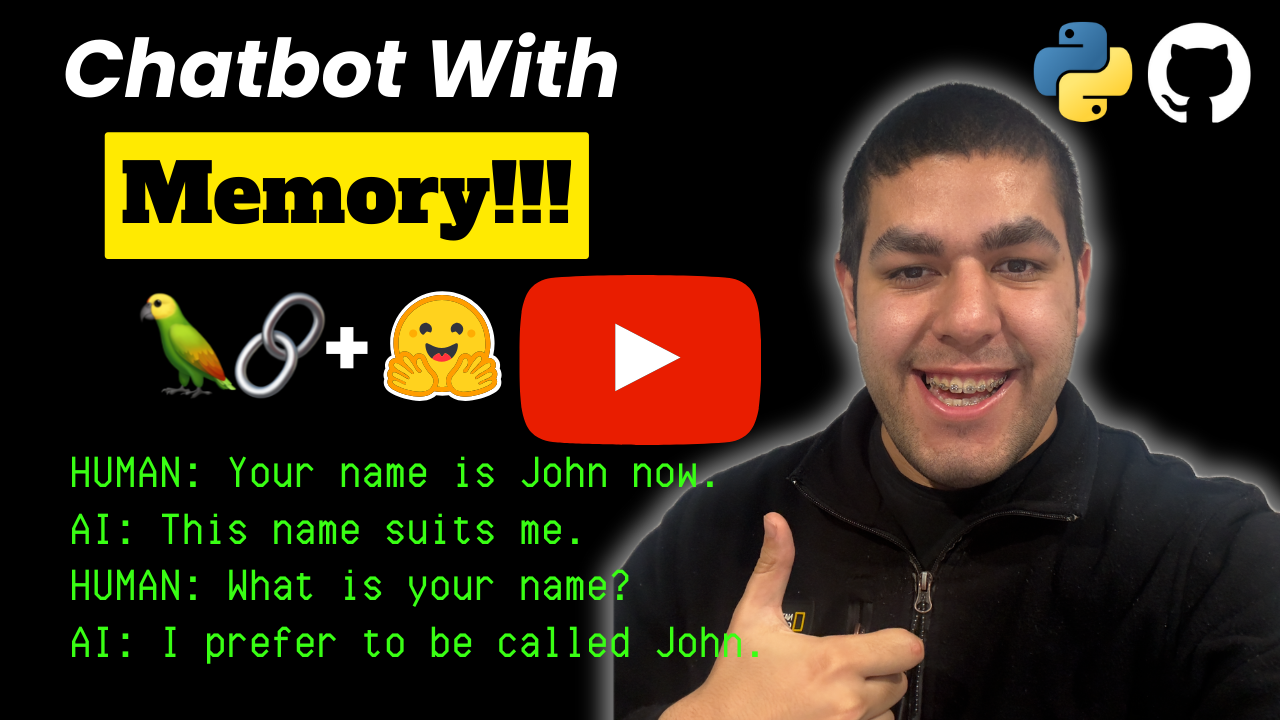 Chatbot With
Memory!!!
HUMAN: Your name is John now.
AI: This name suits me.
HUMAN: What is your name?
AI: I prefer to be called John.